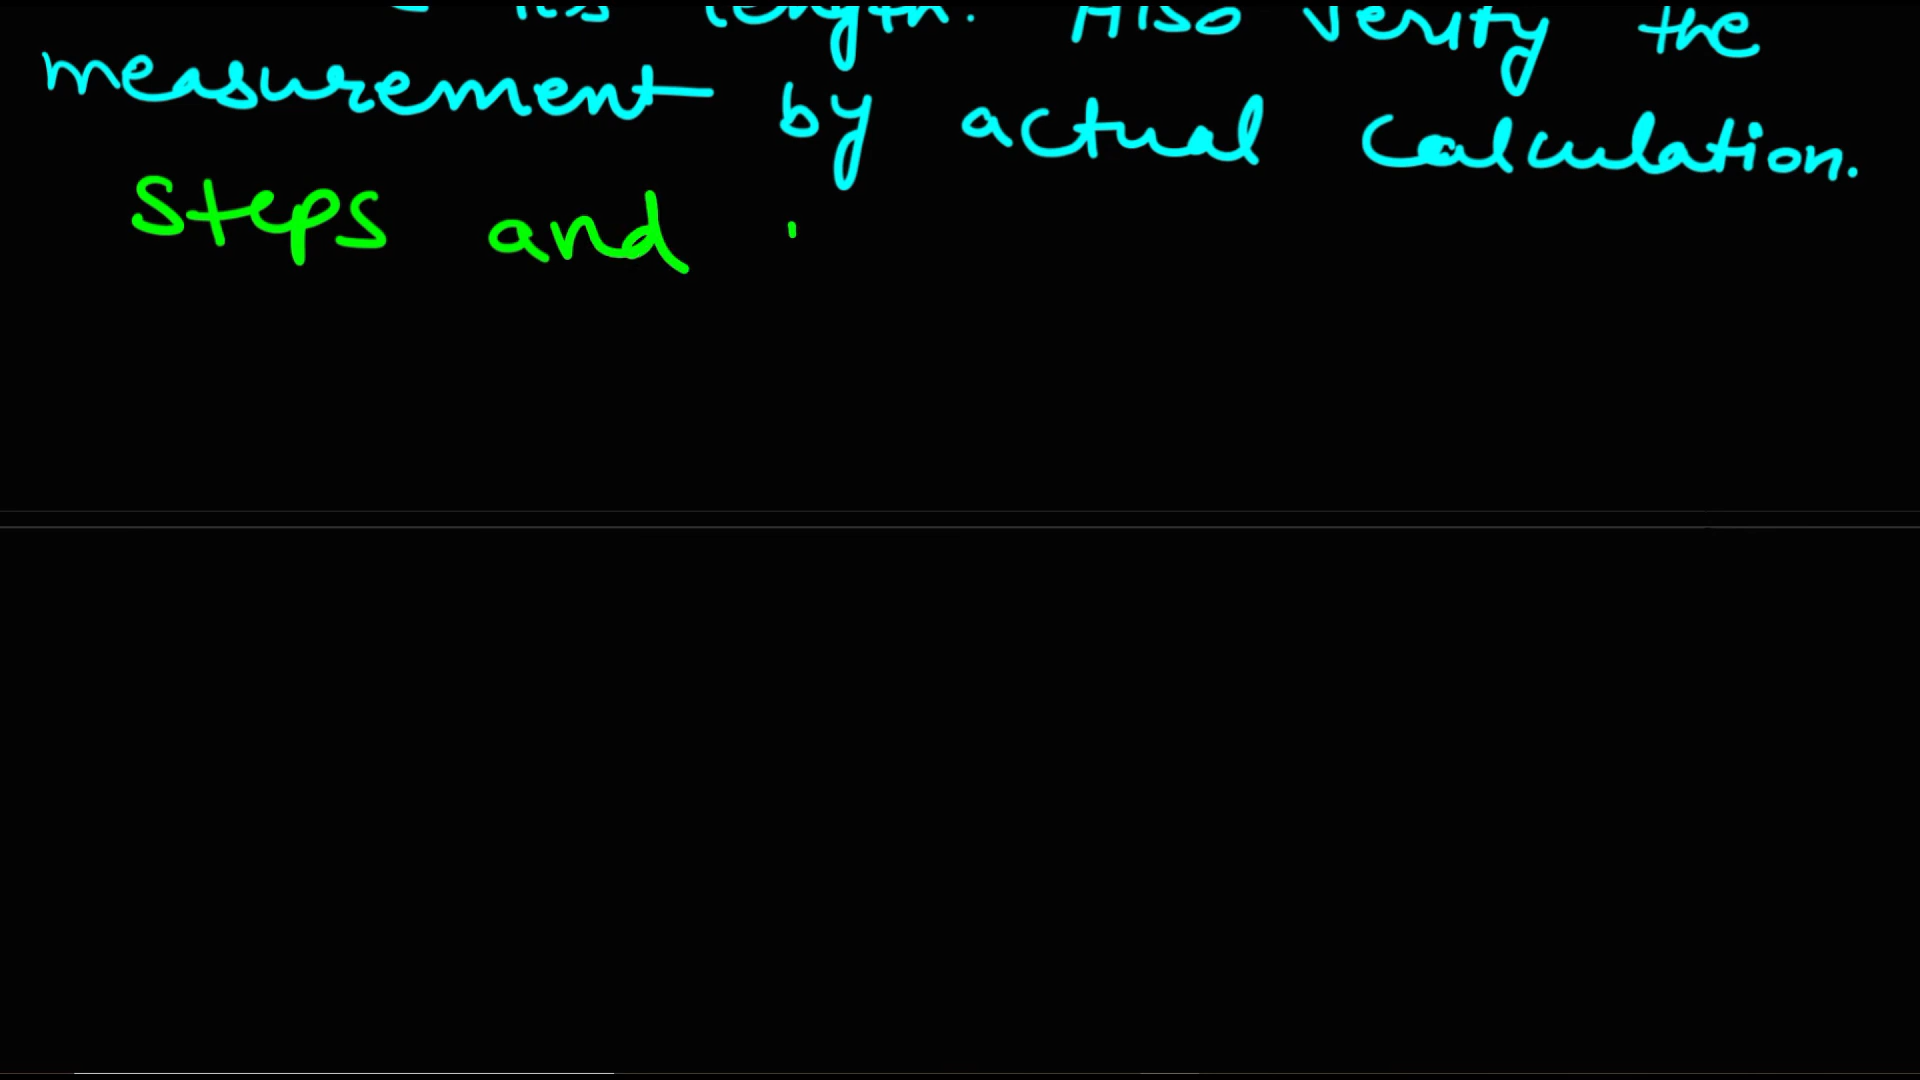 its length. Also verify the
measurement by actual calculation.
Steps and